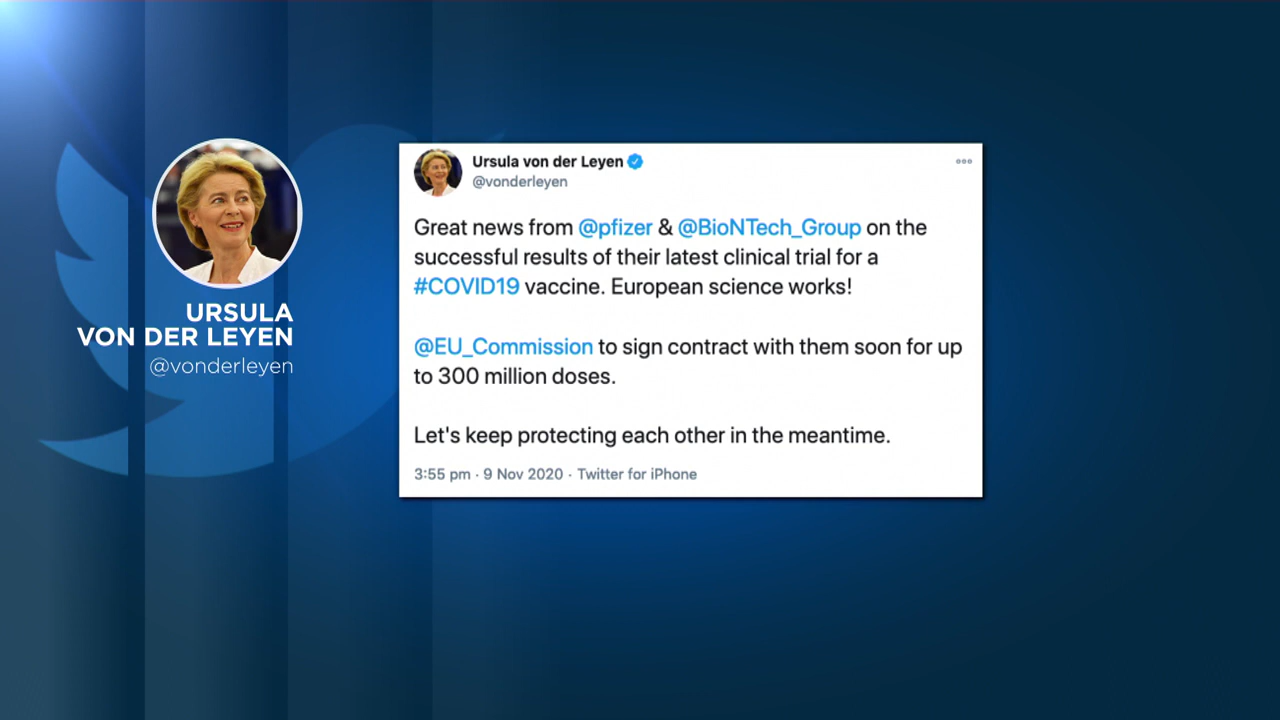 URSULA
VON DER LEYEN
@vonderleyen
Ursula von der Leyen
@vonderleyen
Great news from @pfizer & @BioNTech_Group on the
successful results of their latest clinical trial for a
#COVID19 vaccine. European science works!
@EU_Commission to sign contract with them soon for up
to 300 million doses.
Let's keep protecting each other in the meantime.
3:55 pm · 9 Nov 2020 · Twitter for iPhone